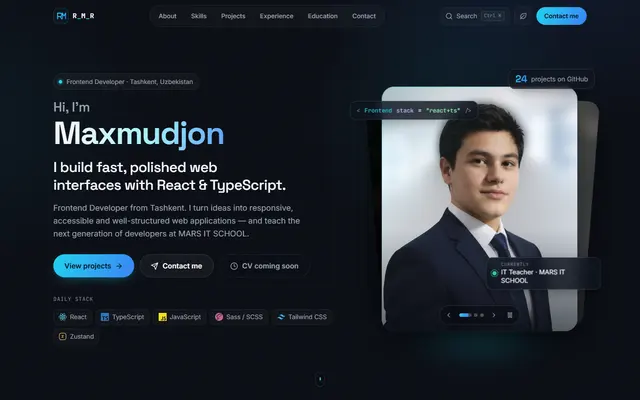 RM R_M_R
About Skills Projects Experience Education Contact
Search Ctrl K
Contact me
Frontend Developer · Tashkent, Uzbekistan
Hi, I'm
Maxmudjon
I build fast, polished web
interfaces with React & TypeScript.
Frontend Developer from Tashkent. I turn ideas into responsive,
accessible and well-structured web applications — and teach the
next generation of developers at MARS IT SCHOOL.
View projects →
Contact me
CV coming soon
DAILY STACK
React
TS TypeScript
JS JavaScript
Sass / SCSS
Tailwind CSS
Z Zustand
24 projects on GitHub
< Frontend stack = "react+ts" />
CURRENTLY
IT Teacher · MARS IT
SCHOOL